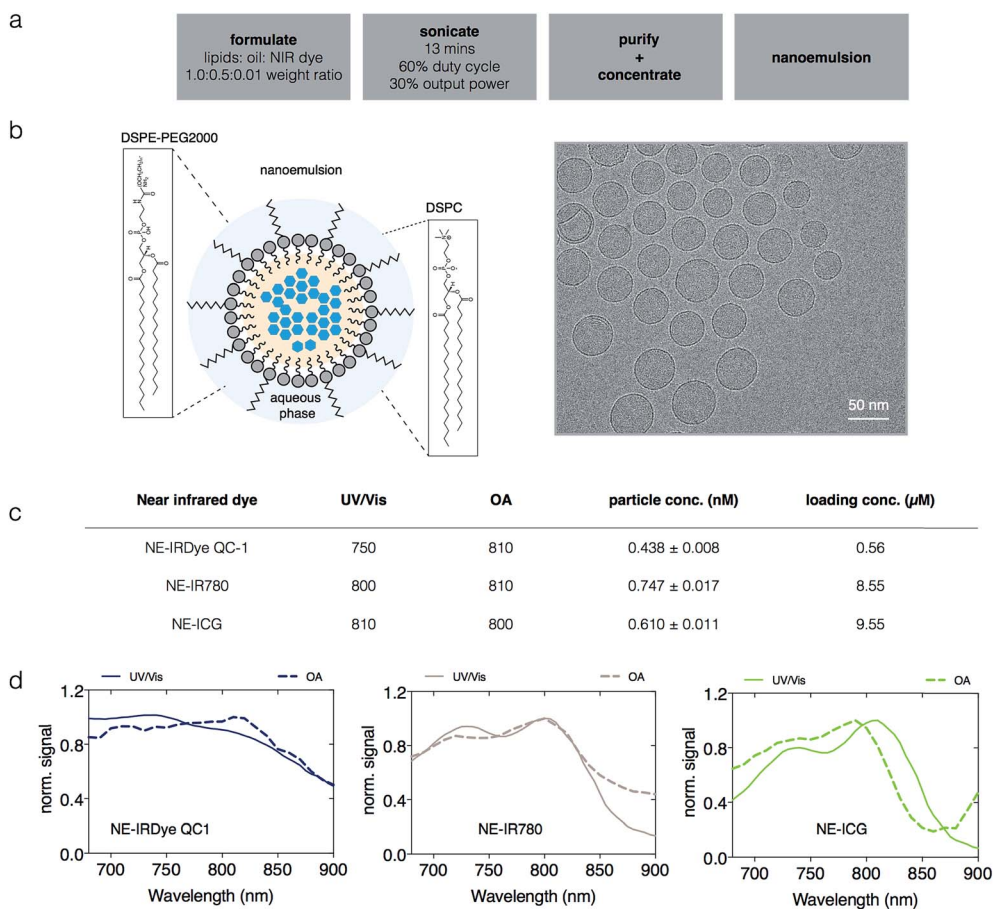 a
formulate
lipids: oil: NIR dye
1.0:0.5:0.01 weight ratio
sonicate
13 mins
60% duty cycle
30% output power
purify
+
concentrate
nanoemulsion
b
DSPE-PEG2000
nanoemulsion
DSPC
aqueous
phase
50 nm
c
Near infrared dye UV/Vis OA particle conc. (nM) loading conc. (µM)
NE-IRDye QC-1 750 810 0.438 ± 0.008 0.56
NE-IR780 800 810 0.747 ± 0.017 8.55
NE-ICG 810 800 0.610 ± 0.011 9.55
d
UV/Vis OA
1.2
0.8
0.4
0.0
norm. signal
NE-IRDye QC1
700 750 800 850 900
Wavelength (nm)
UV/Vis OA
1.2
0.8
0.4
0.0
norm. signal
NE-IR780
700 750 800 850 900
Wavelength (nm)
UV/Vis OA
1.2
0.8
0.4
0.0
norm. signal
NE-ICG
700 750 800 850 900
Wavelength (nm)